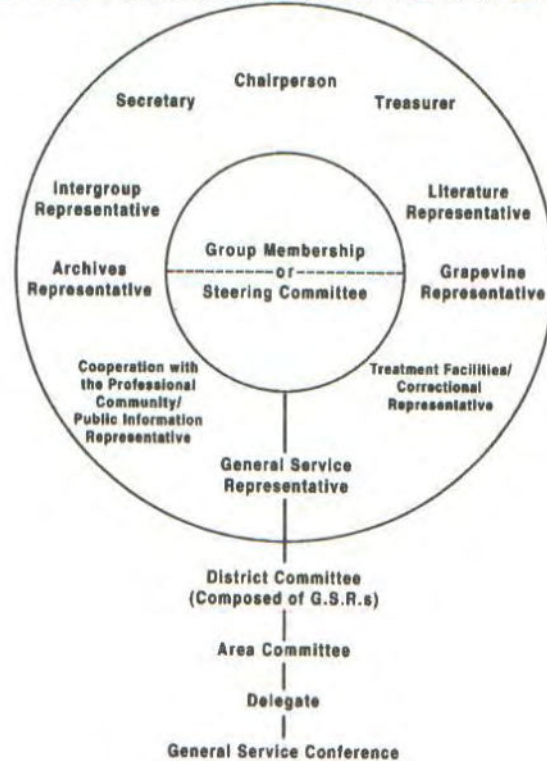 Chairperson
Secretary
Treasurer
Intergroup
Representative
Literature
Representative
Group Membership
or
Steering Committee
Archives
Representative
Grapevine
Representative
Cooperation with
the Professional
Community/
Public Information
Representative
Treatment Facilities/
Correctional
Representative
General Service
Representative
District Committee
(Composed of G.S.R.s)
Area Committee
Delegate
General Service Conference